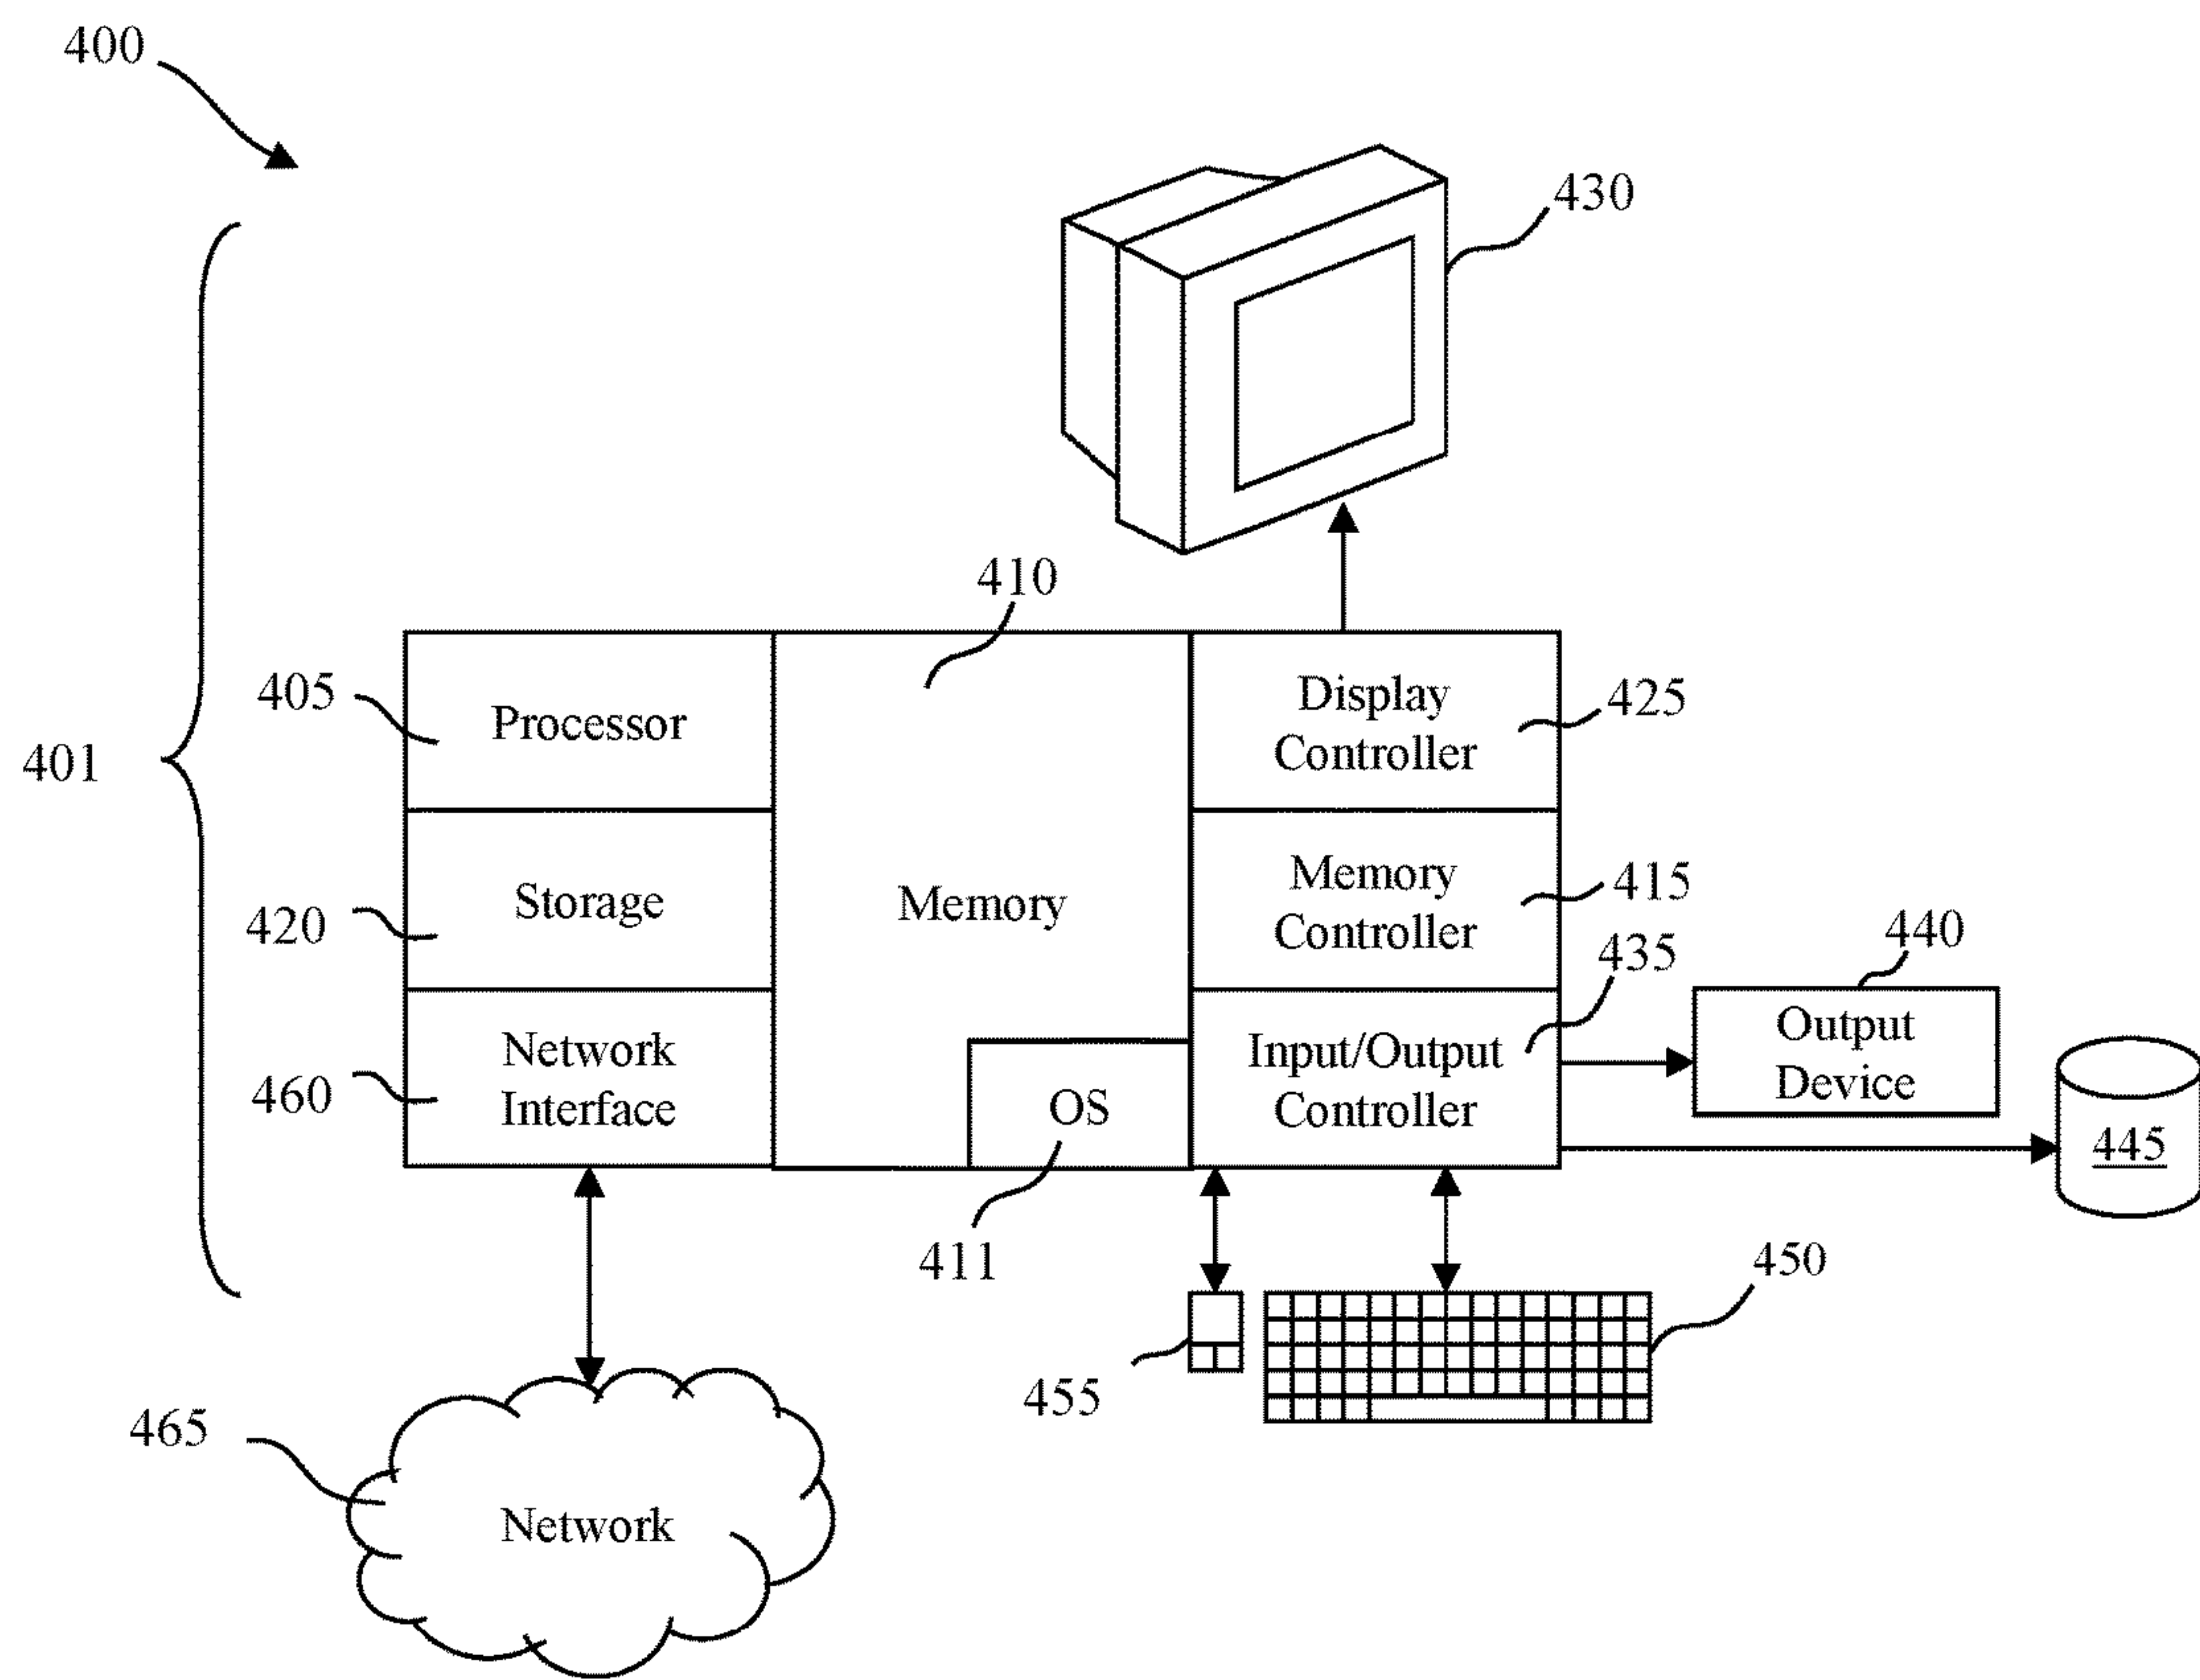 400
430
410
405
Processor
Display
Controller
425
401
420
Storage
Memory
Memory
Controller
415
435
440
Output
Device
460
Network
Interface
OS
Input/Output
Controller
445
411
450
455
465
Network